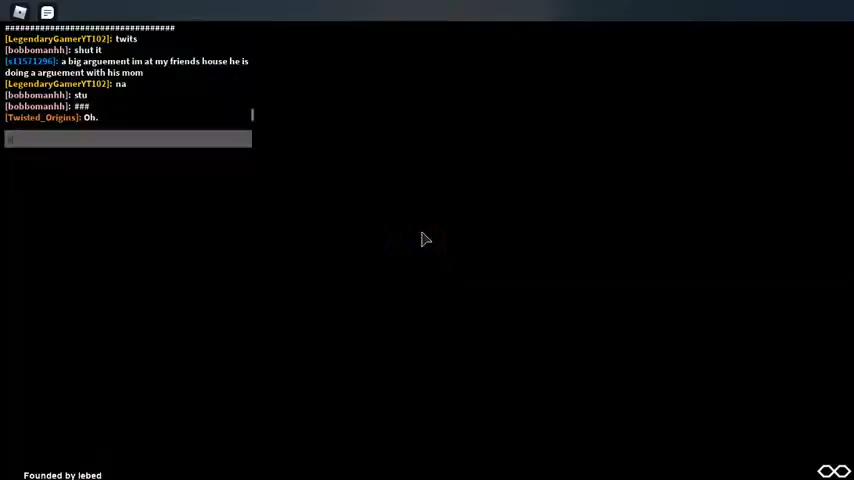 ##################################
[LegendaryGamerYT102]: twits
[bobbomanhh]: shut it
[s11571296]: a big arguement im at my friends house he is
doing a arguement with his mom
[LegendaryGamerYT102]: na
[bobbomanhh]: stu
[bobbomanhh]: ###
[Twisted_Origins]: Oh.
Founded by lebed